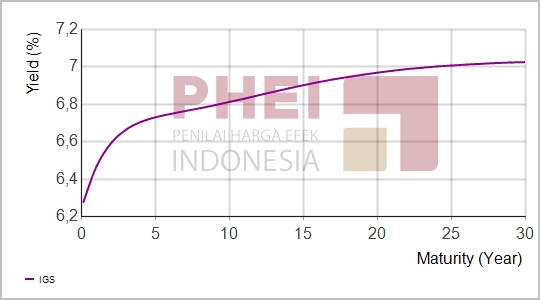 Yield (%)
7,2
7
6,8
6,6
6,4
6,2
PHEI
PENILAI HARGA EFEK
INDONESIA
0 5 10 15 20 25 30
Maturity (Year)
IGS